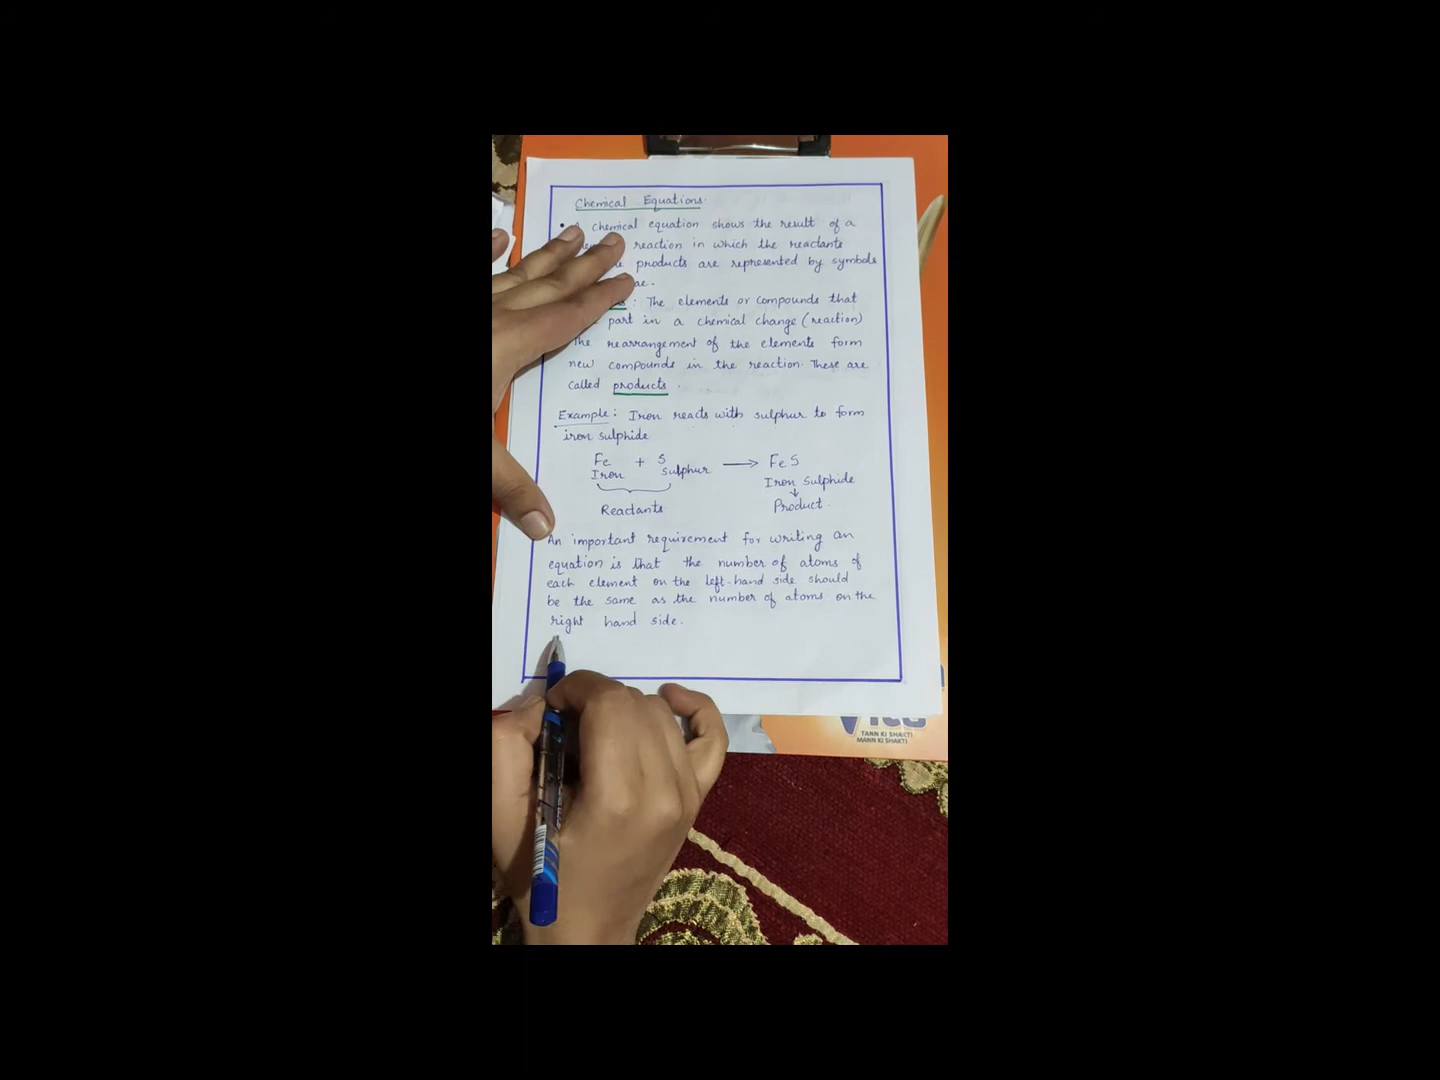 Chemical Equations.
• A chemical equation shows the result of a
reaction in which the reactants
products are represented by symbols
: The elements or compounds that
part in a chemical change (reaction)
The rearrangement of the elements form
new compounds in the reaction. These are
called products.
Example: Iron reacts with sulphur to form
iron sulphide
Fe + S → FeS
Iron Sulphur Iron Sulphide
↓
Reactants Product.
An important requirement for writing an
equation is that the number of atoms of
each element on the left-hand side should
be the same as the number of atoms on the
right hand side.
TANN KI SHAKTI
MANN KI SHAKTI